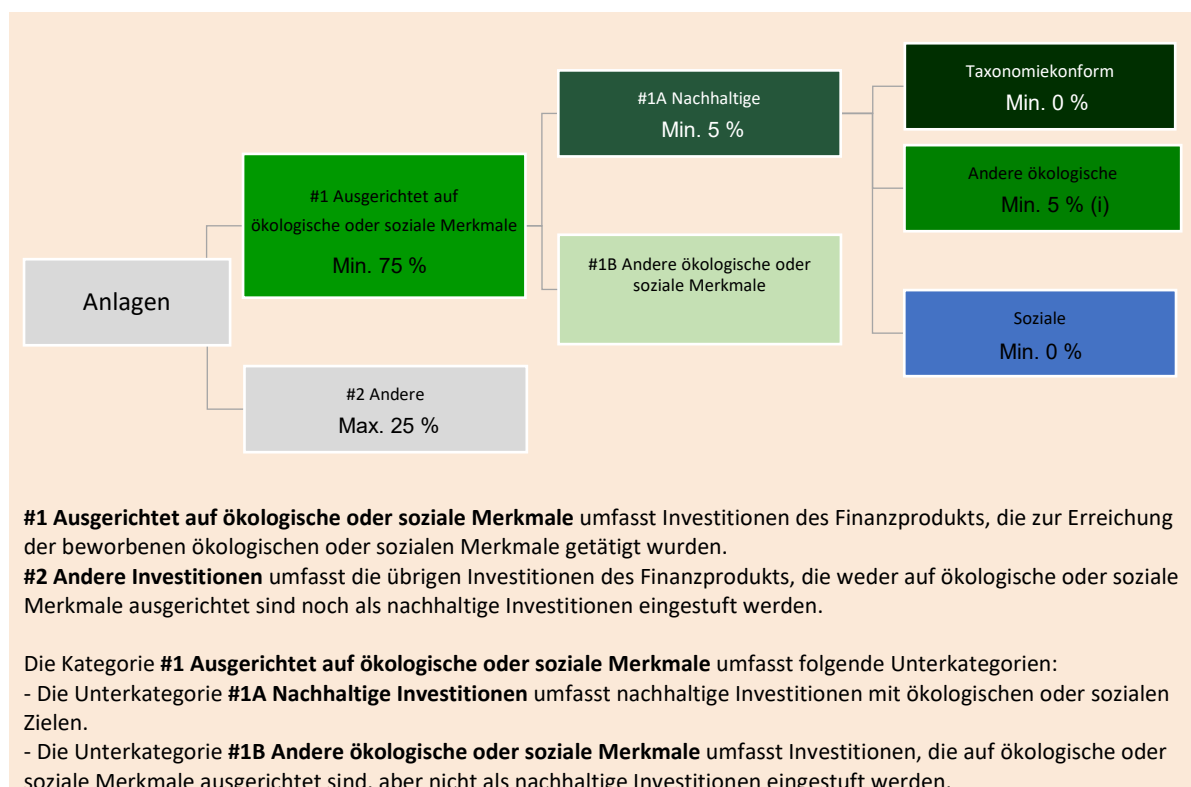 Anlagen
#1 Ausgerichtet auf
ökologische oder soziale Merkmale
Min. 75 %
#2 Andere
Max. 25 %
#1A Nachhaltige
Min. 5 %
#1B Andere ökologische oder
soziale Merkmale
Taxonomiekonform
Min. 0 %
Andere ökologische
Min. 5 % (i)
Soziale
Min. 0 %
#1 Ausgerichtet auf ökologische oder soziale Merkmale umfasst Investitionen des Finanzprodukts, die zur Erreichung
der beworbenen ökologischen oder sozialen Merkmale getätigt wurden.
#2 Andere Investitionen umfasst die übrigen Investitionen des Finanzprodukts, die weder auf ökologische oder soziale
Merkmale ausgerichtet sind noch als nachhaltige Investitionen eingestuft werden.
Die Kategorie #1 Ausgerichtet auf ökologische oder soziale Merkmale umfasst folgende Unterkategorien:
- Die Unterkategorie #1A Nachhaltige Investitionen umfasst nachhaltige Investitionen mit ökologischen oder sozialen
Zielen.
- Die Unterkategorie #1B Andere ökologische oder soziale Merkmale umfasst Investitionen, die auf ökologische oder
soziale Merkmale ausgerichtet sind, aber nicht als nachhaltige Investitionen eingestuft werden.